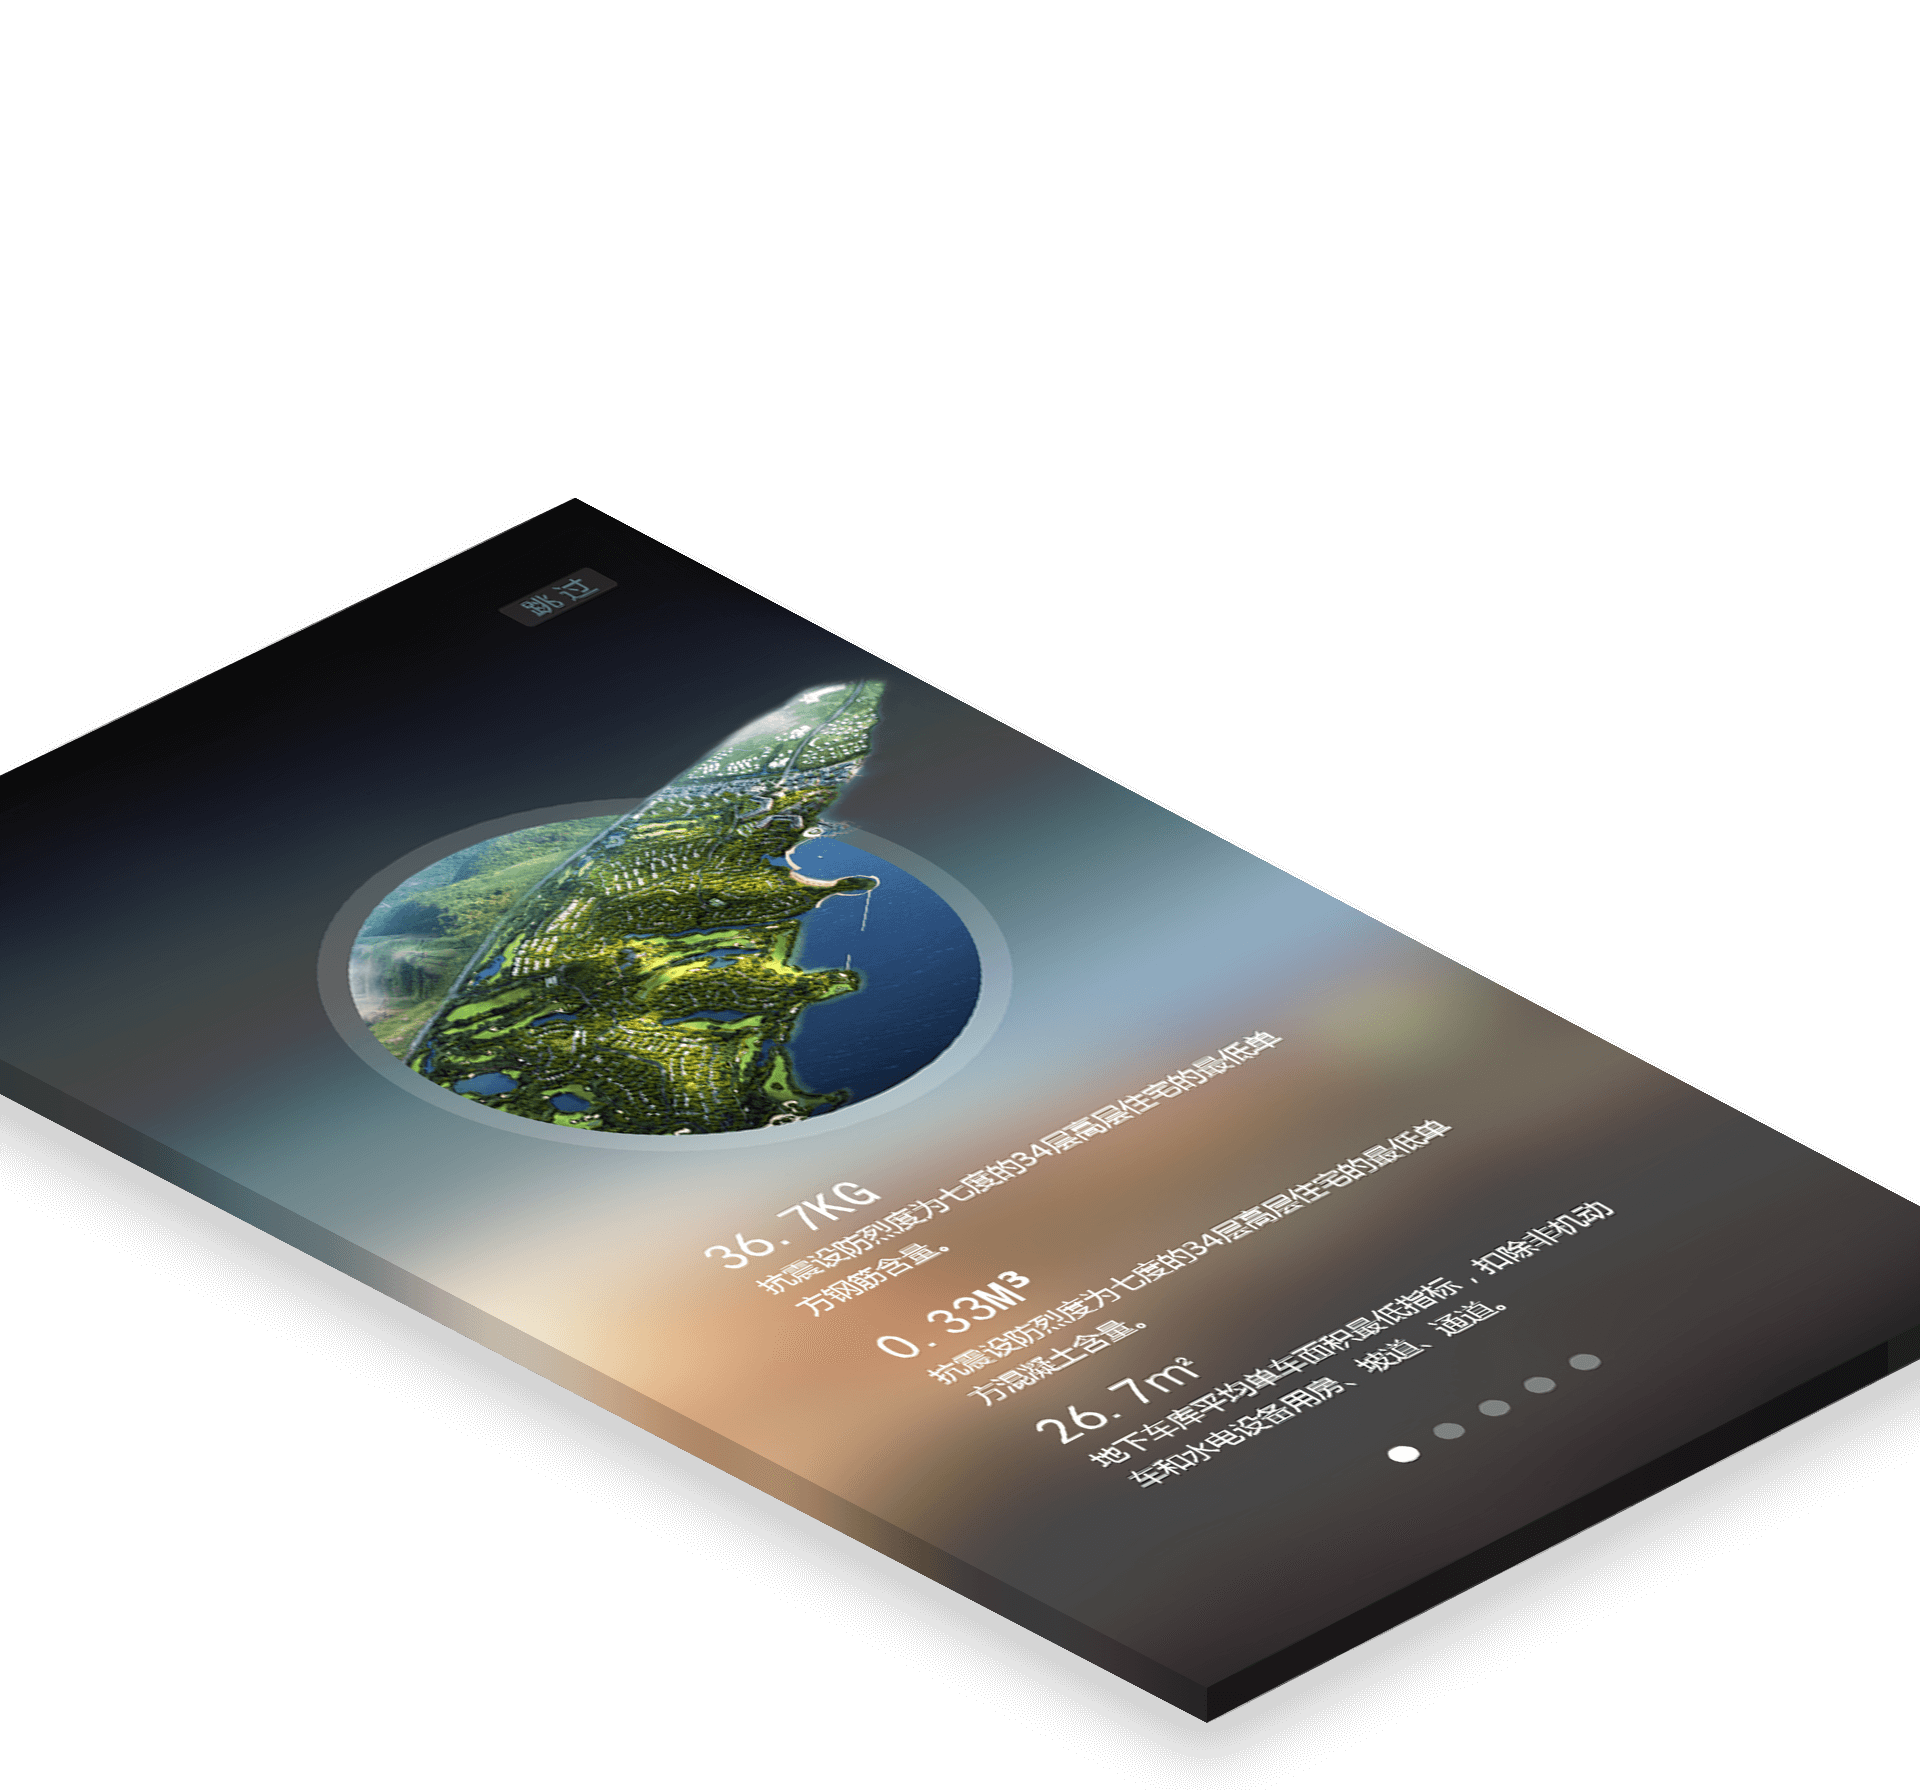 跳过
36.7KG
抗震设防烈度为七度的34层高层住宅的最低单
方钢筋含量。
0.33M³
抗震设防烈度为七度的34层高层住宅的最低单
方混凝土含量。
26.7m²
地下车库平均单车面积最低指标，扣除非机动
车和水电设备用房、坡道、通道。